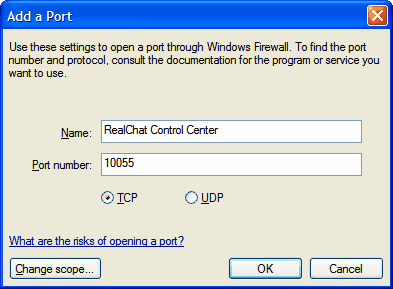 Add a Port
Use these settings to open a port through Windows Firewall. To find the port
number and protocol, consult the documentation for the program or service you
want to use.
Name: RealChat Control Center
Port number: 10055
TCP UDP
What are the risks of opening a port?
Change scope... OK Cancel